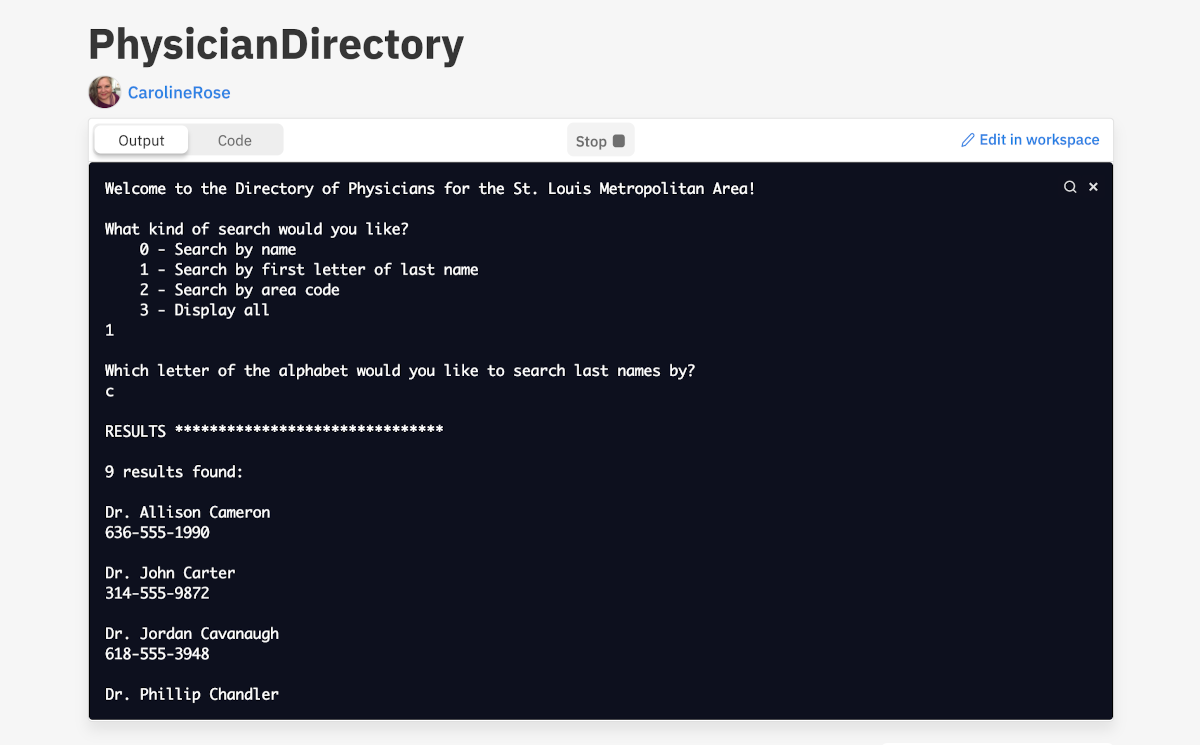 PhysicianDirectory
CarolineRose
Output Code Stop Edit in workspace
Welcome to the Directory of Physicians for the St. Louis Metropolitan Area!
What kind of search would you like?
0 - Search by name
1 - Search by first letter of last name
2 - Search by area code
3 - Display all
1
Which letter of the alphabet would you like to search last names by?
c
RESULTS *******************************
9 results found:
Dr. Allison Cameron
636-555-1990
Dr. John Carter
314-555-9872
Dr. Jordan Cavanaugh
618-555-3948
Dr. Phillip Chandler